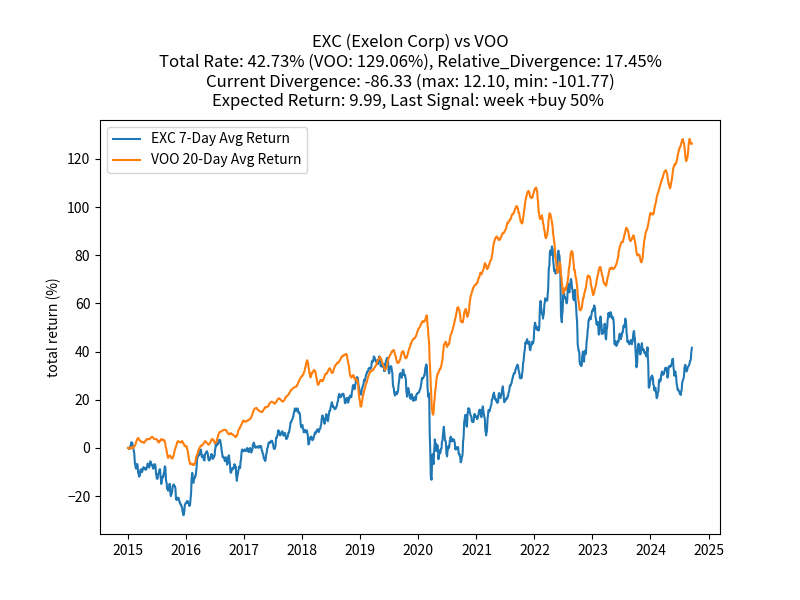 EXC (Exelon Corp) vs VOO
Total Rate: 42.73% (VOO: 129.06%), Relative_Divergence: 17.45%
Current Divergence: -86.33 (max: 12.10, min: -101.77)
Expected Return: 9.99, Last Signal: week +buy 50%
EXC 7-Day Avg Return
VOO 20-Day Avg Return
total return (%)
120
100
80
60
40
20
0
−20
2015 2016 2017 2018 2019 2020 2021 2022 2023 2024 2025